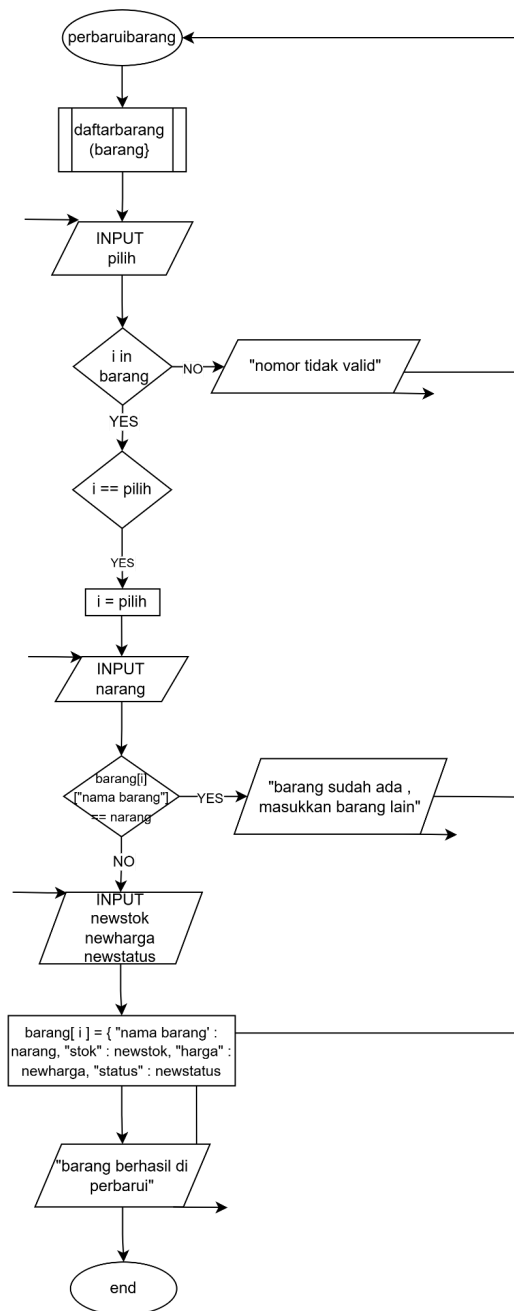 perbaruibarang
daftarbarang
(barang}
INPUT
pilih
i in
barang
NO
"nomor tidak valid"
YES
i == pilih
YES
i = pilih
INPUT
narang
barang[i]
["nama barang"]
== narang
YES
"barang sudah ada ,
masukkan barang lain"
NO
INPUT
newstok
newharga
newstatus
barang[ i ] = { "nama barang' :
narang, "stok" : newstok, "harga" :
newharga, "status" : newstatus
"barang berhasil di
perbarui"
end